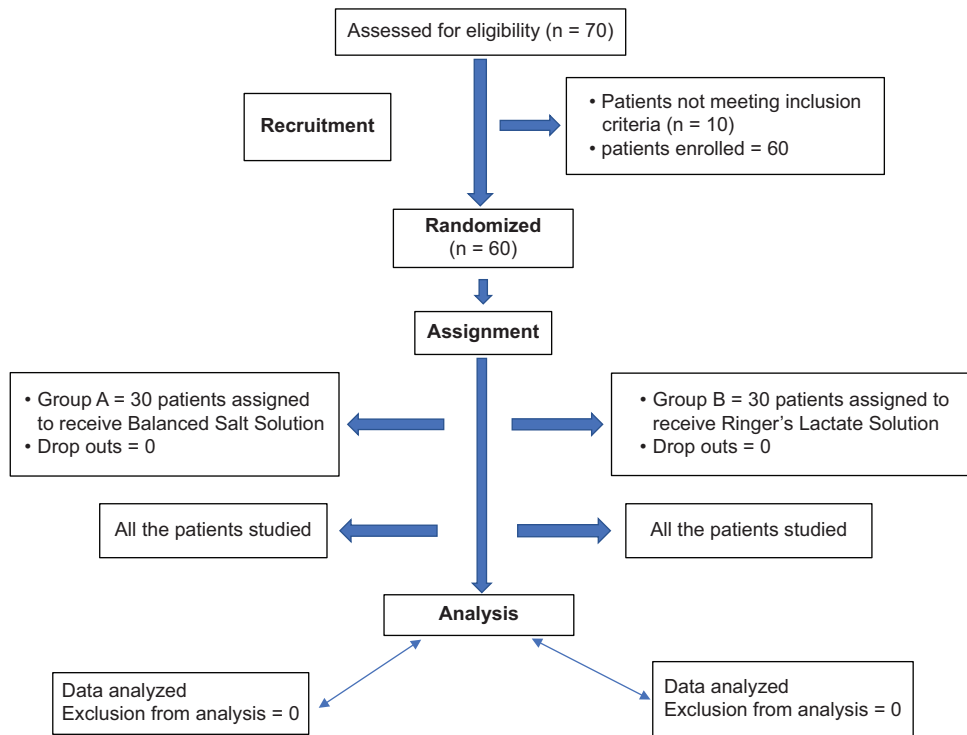 Assessed for eligibility (n = 70)
Recruitment
• Patients not meeting inclusion
criteria (n = 10)
• patients enrolled = 60
Randomized
(n = 60)
Assignment
• Group A = 30 patients assigned
to receive Balanced Salt Solution
• Drop outs = 0
• Group B = 30 patients assigned to
receive Ringer's Lactate Solution
• Drop outs = 0
All the patients studied
All the patients studied
Analysis
Data analyzed
Exclusion from analysis = 0
Data analyzed
Exclusion from analysis = 0